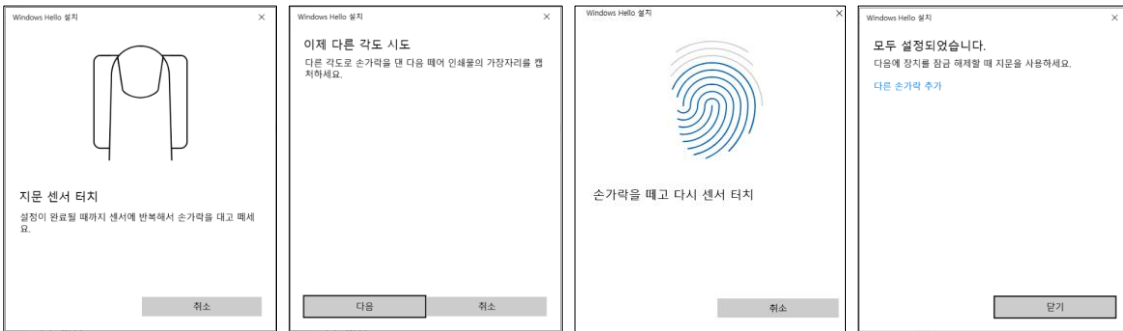 Windows Hello 설치
지문 센서 터치
설정이 완료될 때까지 센서에 반복해서 손가락을 대고 떼세
요.
취소
Windows Hello 설치
이제 다른 각도 시도
다른 각도로 손가락을 댄 다음 떼어 인쇄물의 가장자리를 캡
처하세요.
다음
취소
Windows Hello 설치
손가락을 떼고 다시 센서 터치
취소
Windows Hello 설치
모두 설정되었습니다.
다음에 장치를 잠금 해제할 때 지문을 사용하세요.
다른 손가락 추가
닫기